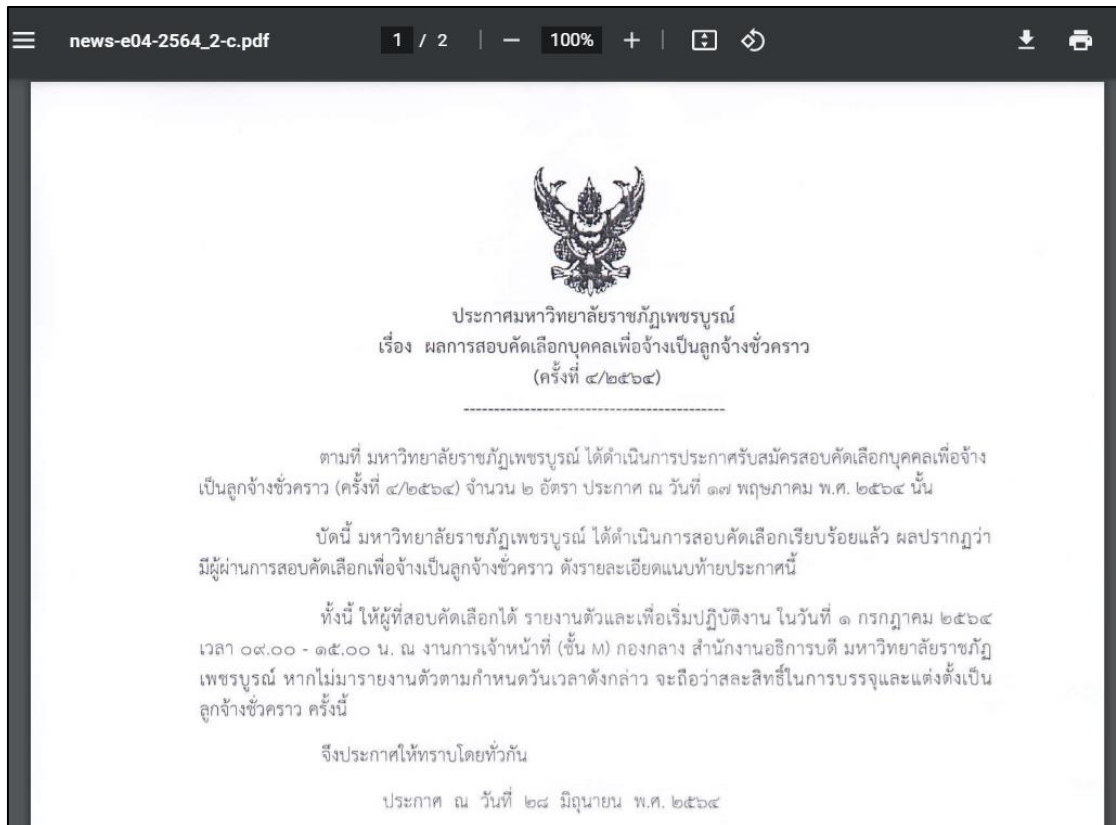 news-e04-2564_2-c.pdf 1 / 2 | − 100% + |
ประกาศมหาวิทยาลัยราชภัฏเพชรบูรณ์
เรื่อง ผลการสอบคัดเลือกบุคคลเพื่อจ้างเป็นลูกจ้างชั่วคราว
(ครั้งที่ ๔/๒๕๖๔)
-------------------------------------------
ตามที่ มหาวิทยาลัยราชภัฏเพชรบูรณ์ ได้ดำเนินการประกาศรับสมัครสอบคัดเลือกบุคคลเพื่อจ้าง
เป็นลูกจ้างชั่วคราว (ครั้งที่ ๔/๒๕๖๔) จำนวน ๒ อัตรา ประกาศ ณ วันที่ ๑๗ พฤษภาคม พ.ศ. ๒๕๖๔ นั้น
บัดนี้ มหาวิทยาลัยราชภัฏเพชรบูรณ์ ได้ดำเนินการสอบคัดเลือกเรียบร้อยแล้ว ผลปรากฏว่า
มีผู้ผ่านการสอบคัดเลือกเพื่อจ้างเป็นลูกจ้างชั่วคราว ดังรายละเอียดแนบท้ายประกาศนี้
ทั้งนี้ ให้ผู้ที่สอบคัดเลือกได้ รายงานตัวและเพื่อเริ่มปฏิบัติงาน ในวันที่ ๑ กรกฎาคม ๒๕๖๔
เวลา ๐๙.๐๐ - ๑๕.๐๐ น. ณ งานการเจ้าหน้าที่ (ชั้น M) กองกลาง สำนักงานอธิการบดี มหาวิทยาลัยราชภัฏ
เพชรบูรณ์ หากไม่มารายงานตัวตามกำหนดวันเวลาดังกล่าว จะถือว่าสละสิทธิ์ในการบรรจุและแต่งตั้งเป็น
ลูกจ้างชั่วคราว ครั้งนี้
จึงประกาศให้ทราบโดยทั่วกัน
ประกาศ ณ วันที่ ๒๘ มิถุนายน พ.ศ. ๒๕๖๔